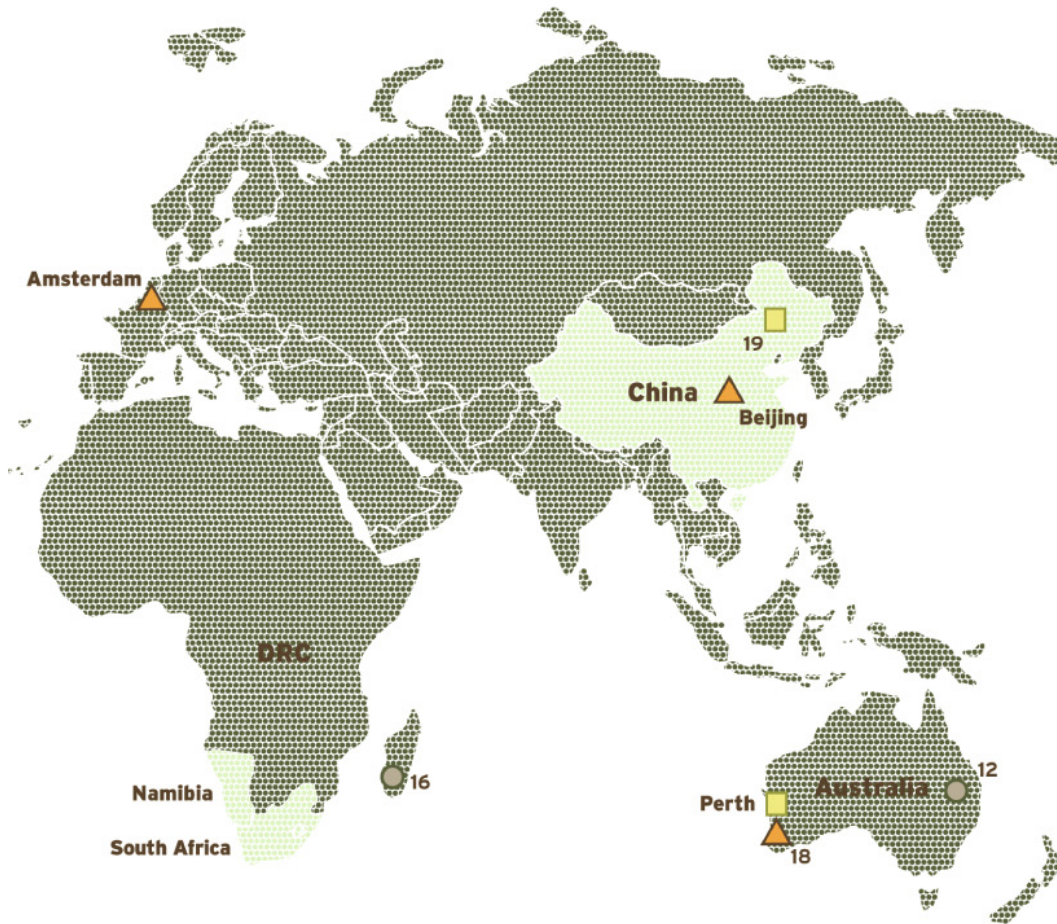 Amsterdam
19
China
Beijing
DRC
12
16
Australia
Namibia
Perth
South Africa
18